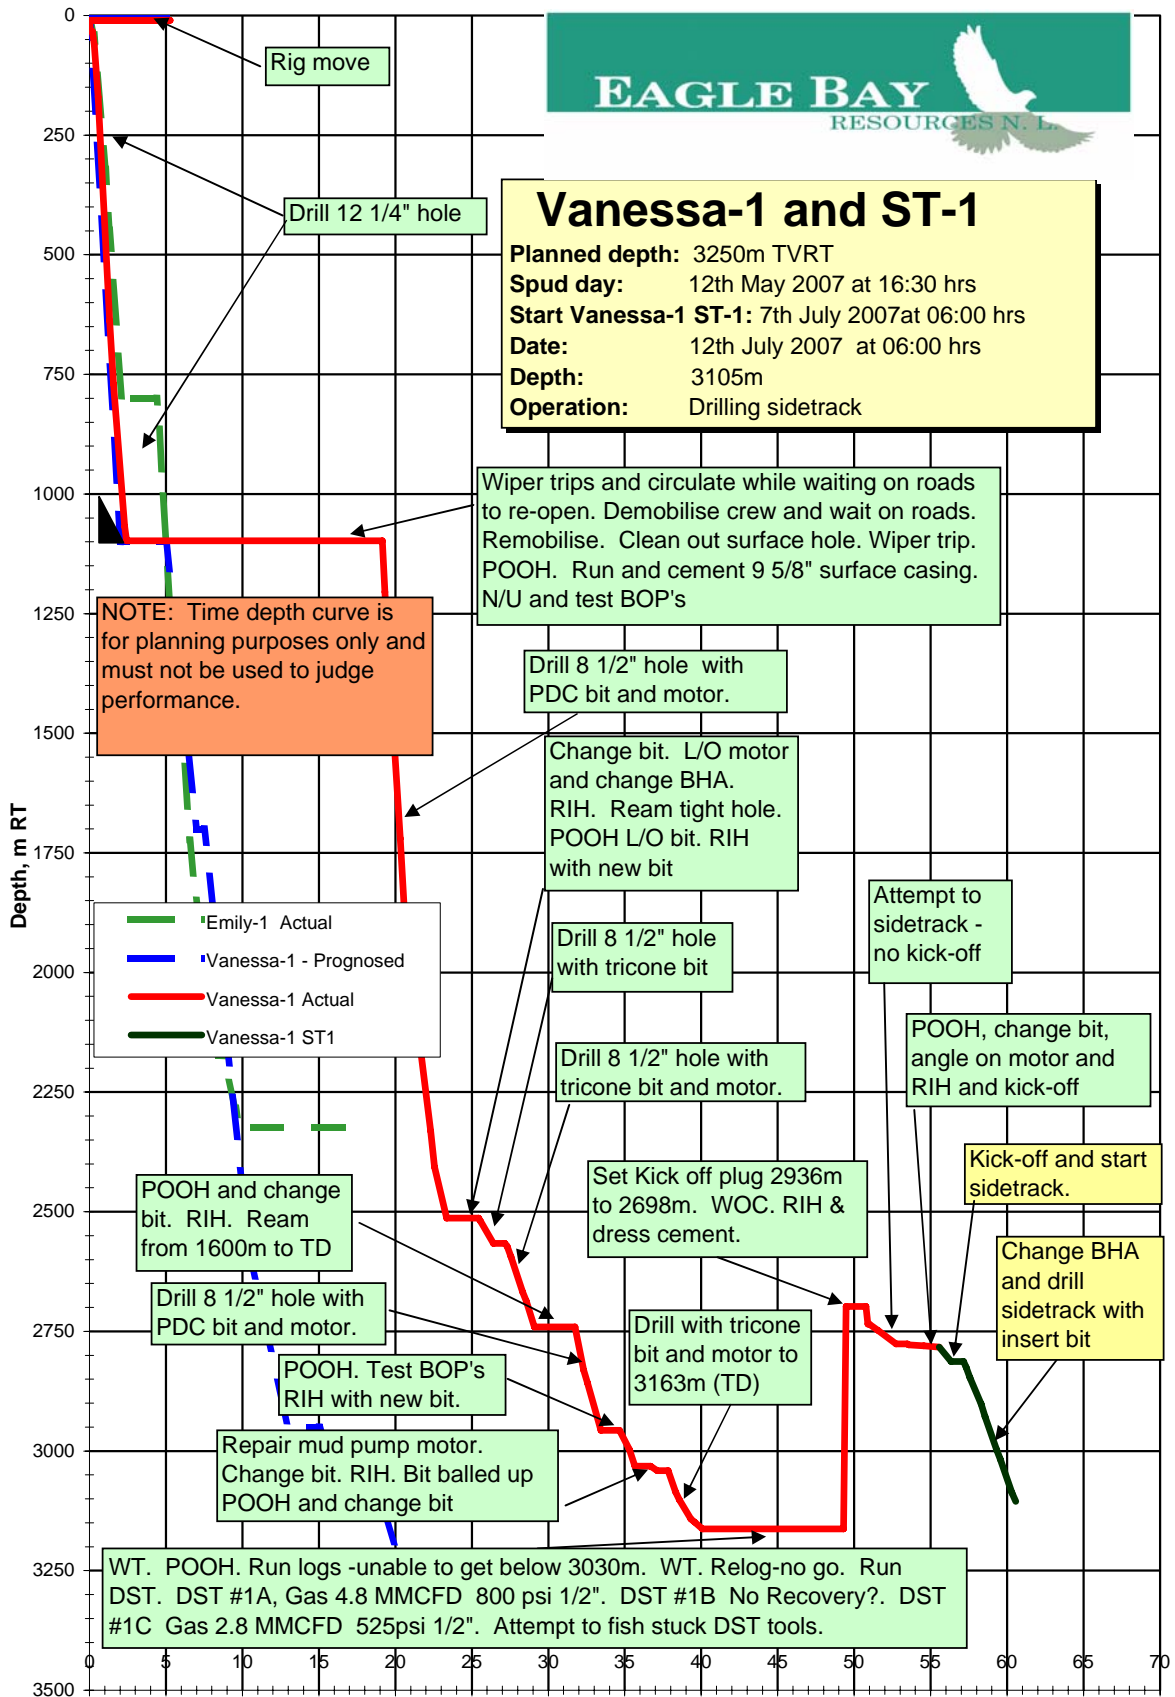 0
Rig move
EAGLE BAY
RESOURCES N. L.
250
Vanessa-1 and ST-1
Planned depth: 3250m TVRT
Spud day: 12th May 2007 at 16:30 hrs
Start Vanessa-1 ST-1: 7th July 2007at 06:00 hrs
Date: 12th July 2007 at 06:00 hrs
Depth: 3105m
Operation: Drilling sidetrack
Drill 12 1/4" hole
500
750
1000
Wiper trips and circulate while waiting on roads
to re-open. Demobilise crew and wait on roads.
Remobilise. Clean out surface hole. Wiper trip.
POOH. Run and cement 9 5/8" surface casing.
N/U and test BOP's
1250
NOTE: Time depth curve is
for planning purposes only and
must not be used to judge
performance.
Drill 8 1/2" hole with
PDC bit and motor.
1500
Change bit. L/O motor
and change BHA.
RIH. Ream tight hole.
POOH L/O bit. RIH
with new bit
1750
Depth, m RT
Emily-1 Actual
Vanessa-1 - Prognosed
Vanessa-1 Actual
Vanessa-1 ST1
Attempt to
sidetrack -
no kick-off
Drill 8 1/2" hole
with tricone bit
2000
POOH, change bit,
angle on motor and
RIH and kick-off
Drill 8 1/2" hole with
tricone bit and motor.
2250
Kick-off and start
sidetrack.
Set Kick off plug 2936m
to 2698m. WOC. RIH &
dress cement.
POOH and change
bit. RIH. Ream
from 1600m to TD
2500
Change BHA
and drill
sidetrack with
insert bit
Drill 8 1/2" hole with
PDC bit and motor.
Drill with tricone
bit and motor to
3163m (TD)
2750
POOH. Test BOP's
RIH with new bit.
Repair mud pump motor.
Change bit. RIH. Bit balled up
POOH and change bit
3000
3250
WT. POOH. Run logs -unable to get below 3030m. WT. Relog-no go. Run
DST. DST #1A, Gas 4.8 MMCFD 800 psi 1/2". DST #1B No Recovery?. DST
#1C Gas 2.8 MMCFD 525psi 1/2". Attempt to fish stuck DST tools.
0 5 10 15 20 25 30 35 40 45 50 55 60 65 70
3500